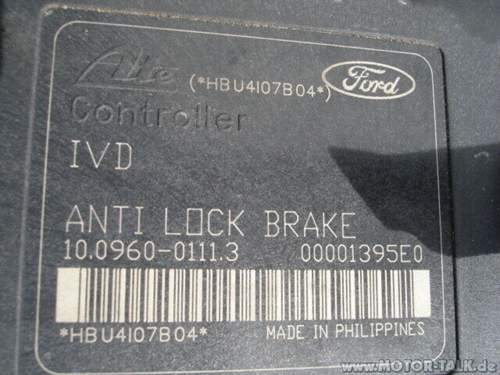 Ate (*HBU4107B04*) Ford
Controller
IVD
ANTI LOCK BRAKE
10.0960-0111.3 00001395E0
*HBU4107B04* MADE IN PHILIPPINES
www.MOTOR-TALK.de